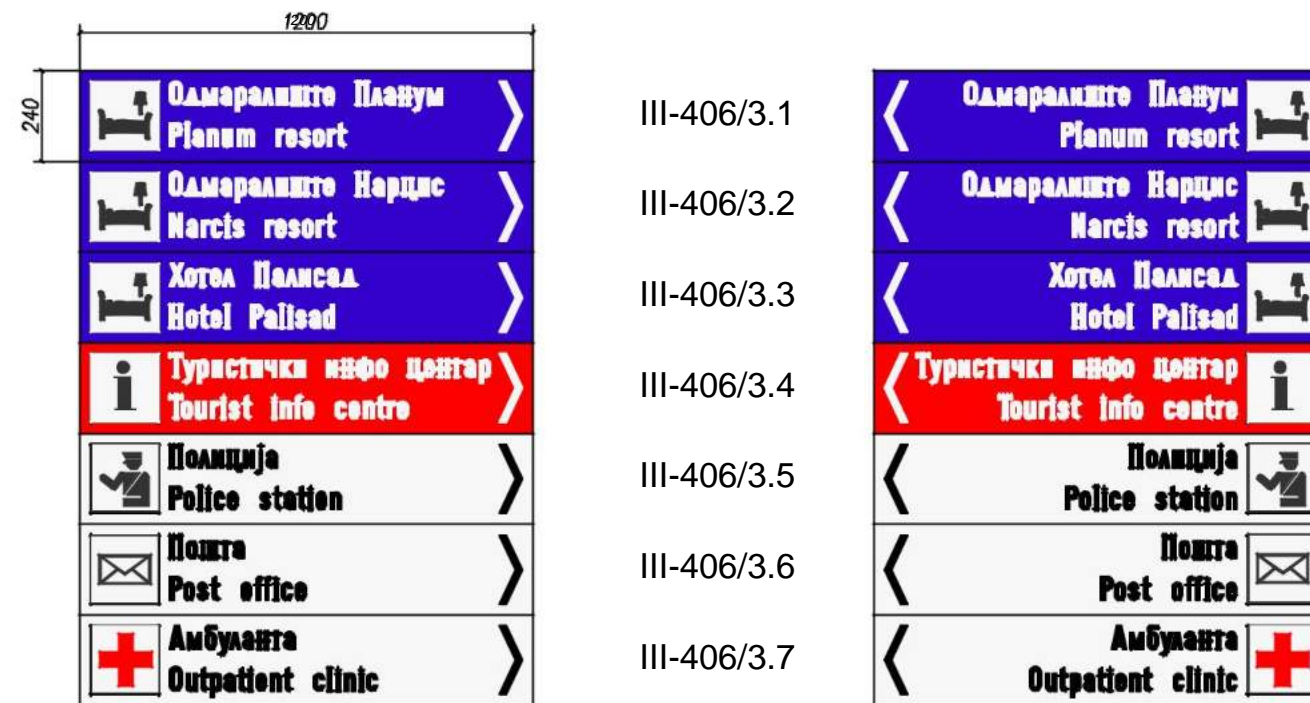 1200
240
Одмаралиште Планум
Planum resort
III-406/3.1
Одмаралиште Планум
Planum resort
Одмаралиште Нарцис
Narcis resort
III-406/3.2
Одмаралиште Нарцис
Narcis resort
Хотел Палисад
Hotel Palisad
III-406/3.3
Хотел Палисад
Hotel Palisad
Туристички инфо центар
Tourist info centre
III-406/3.4
Туристички инфо центар
Tourist info centre
Полиција
Police station
III-406/3.5
Полиција
Police station
Пошта
Post office
III-406/3.6
Пошта
Post office
Амбуланта
Outpatient clinic
III-406/3.7
Амбуланта
Outpatient clinic